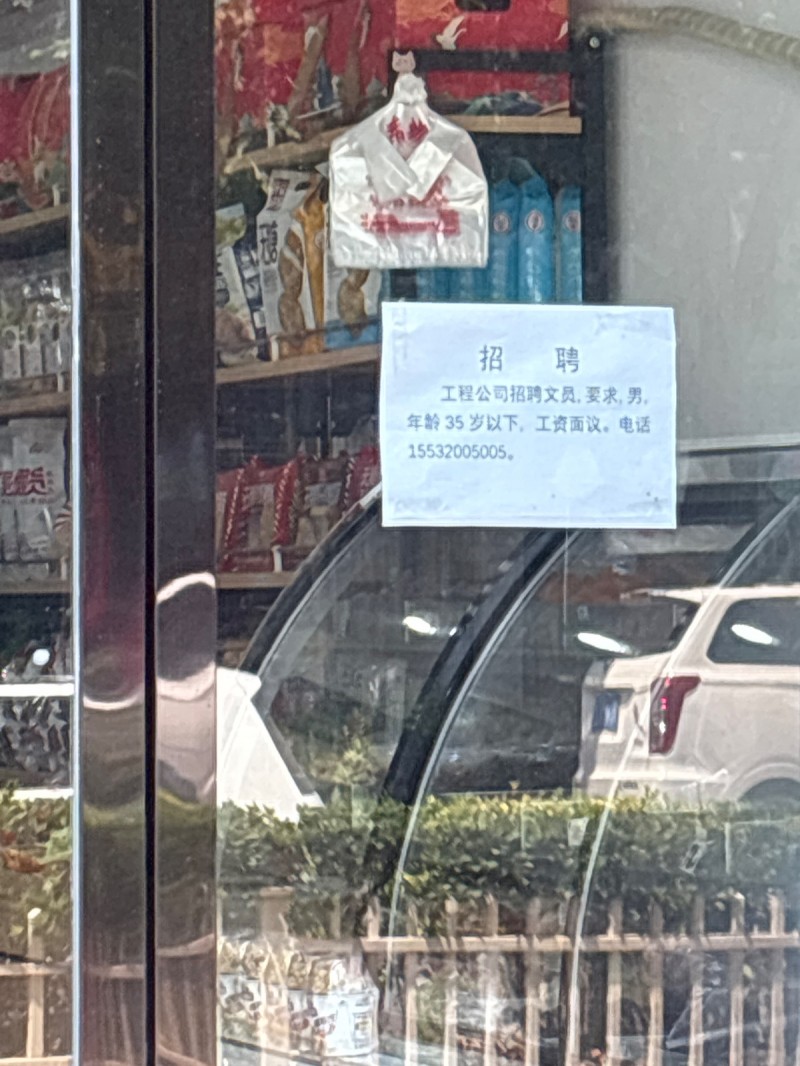 招 聘
工程公司招聘文员,要求,男,
年龄 35 岁以下, 工资面议。电话
15532005005。